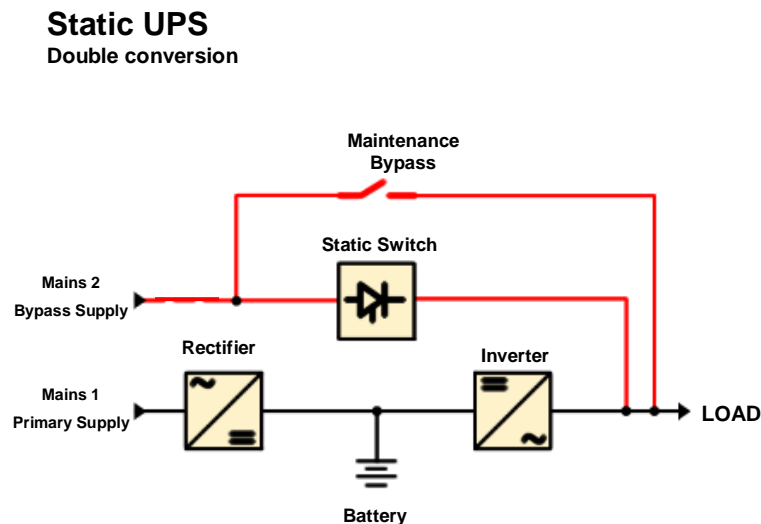 Static UPS
Double conversion
Maintenance
Bypass
Static Switch
Mains 2
Bypass Supply
Rectifier
Inverter
Mains 1
Primary Supply
LOAD
Battery